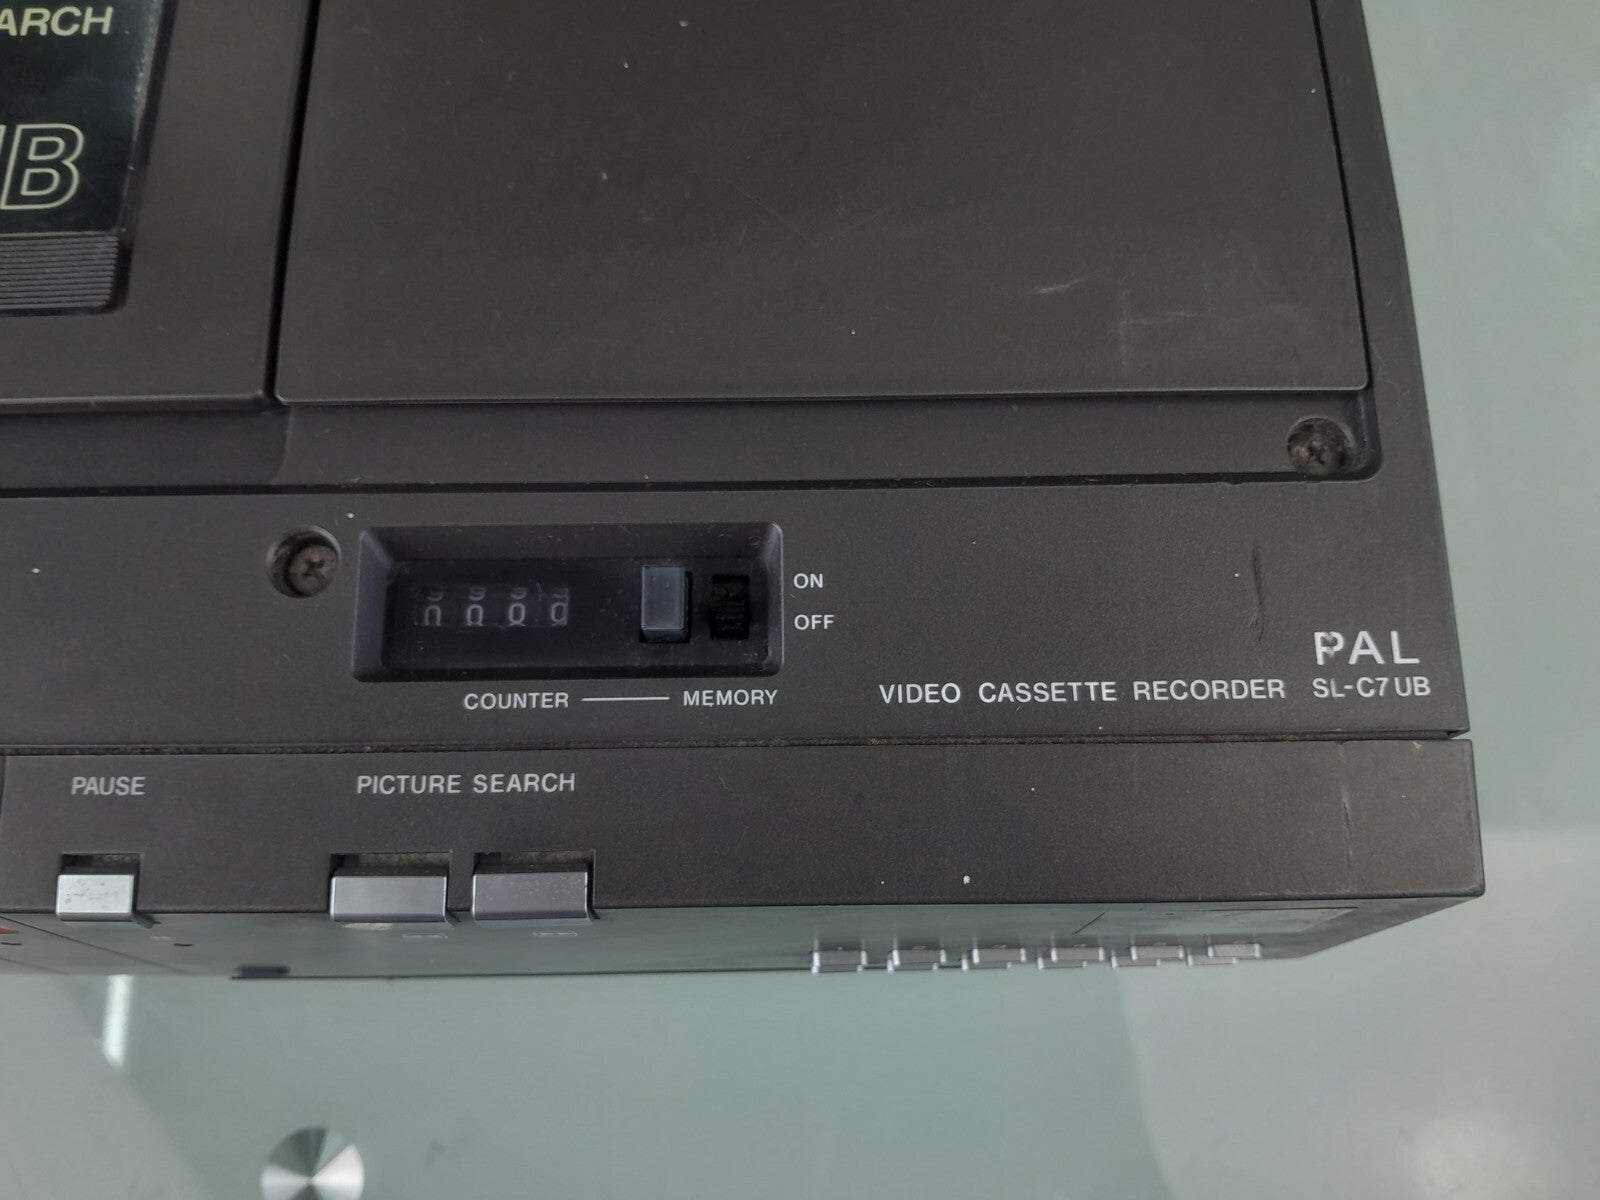 ARCH
B
ON
OFF
COUNTER MEMORY
PAL
VIDEO CASSETTE RECORDER SL-C7UB
PAUSE
PICTURE SEARCH